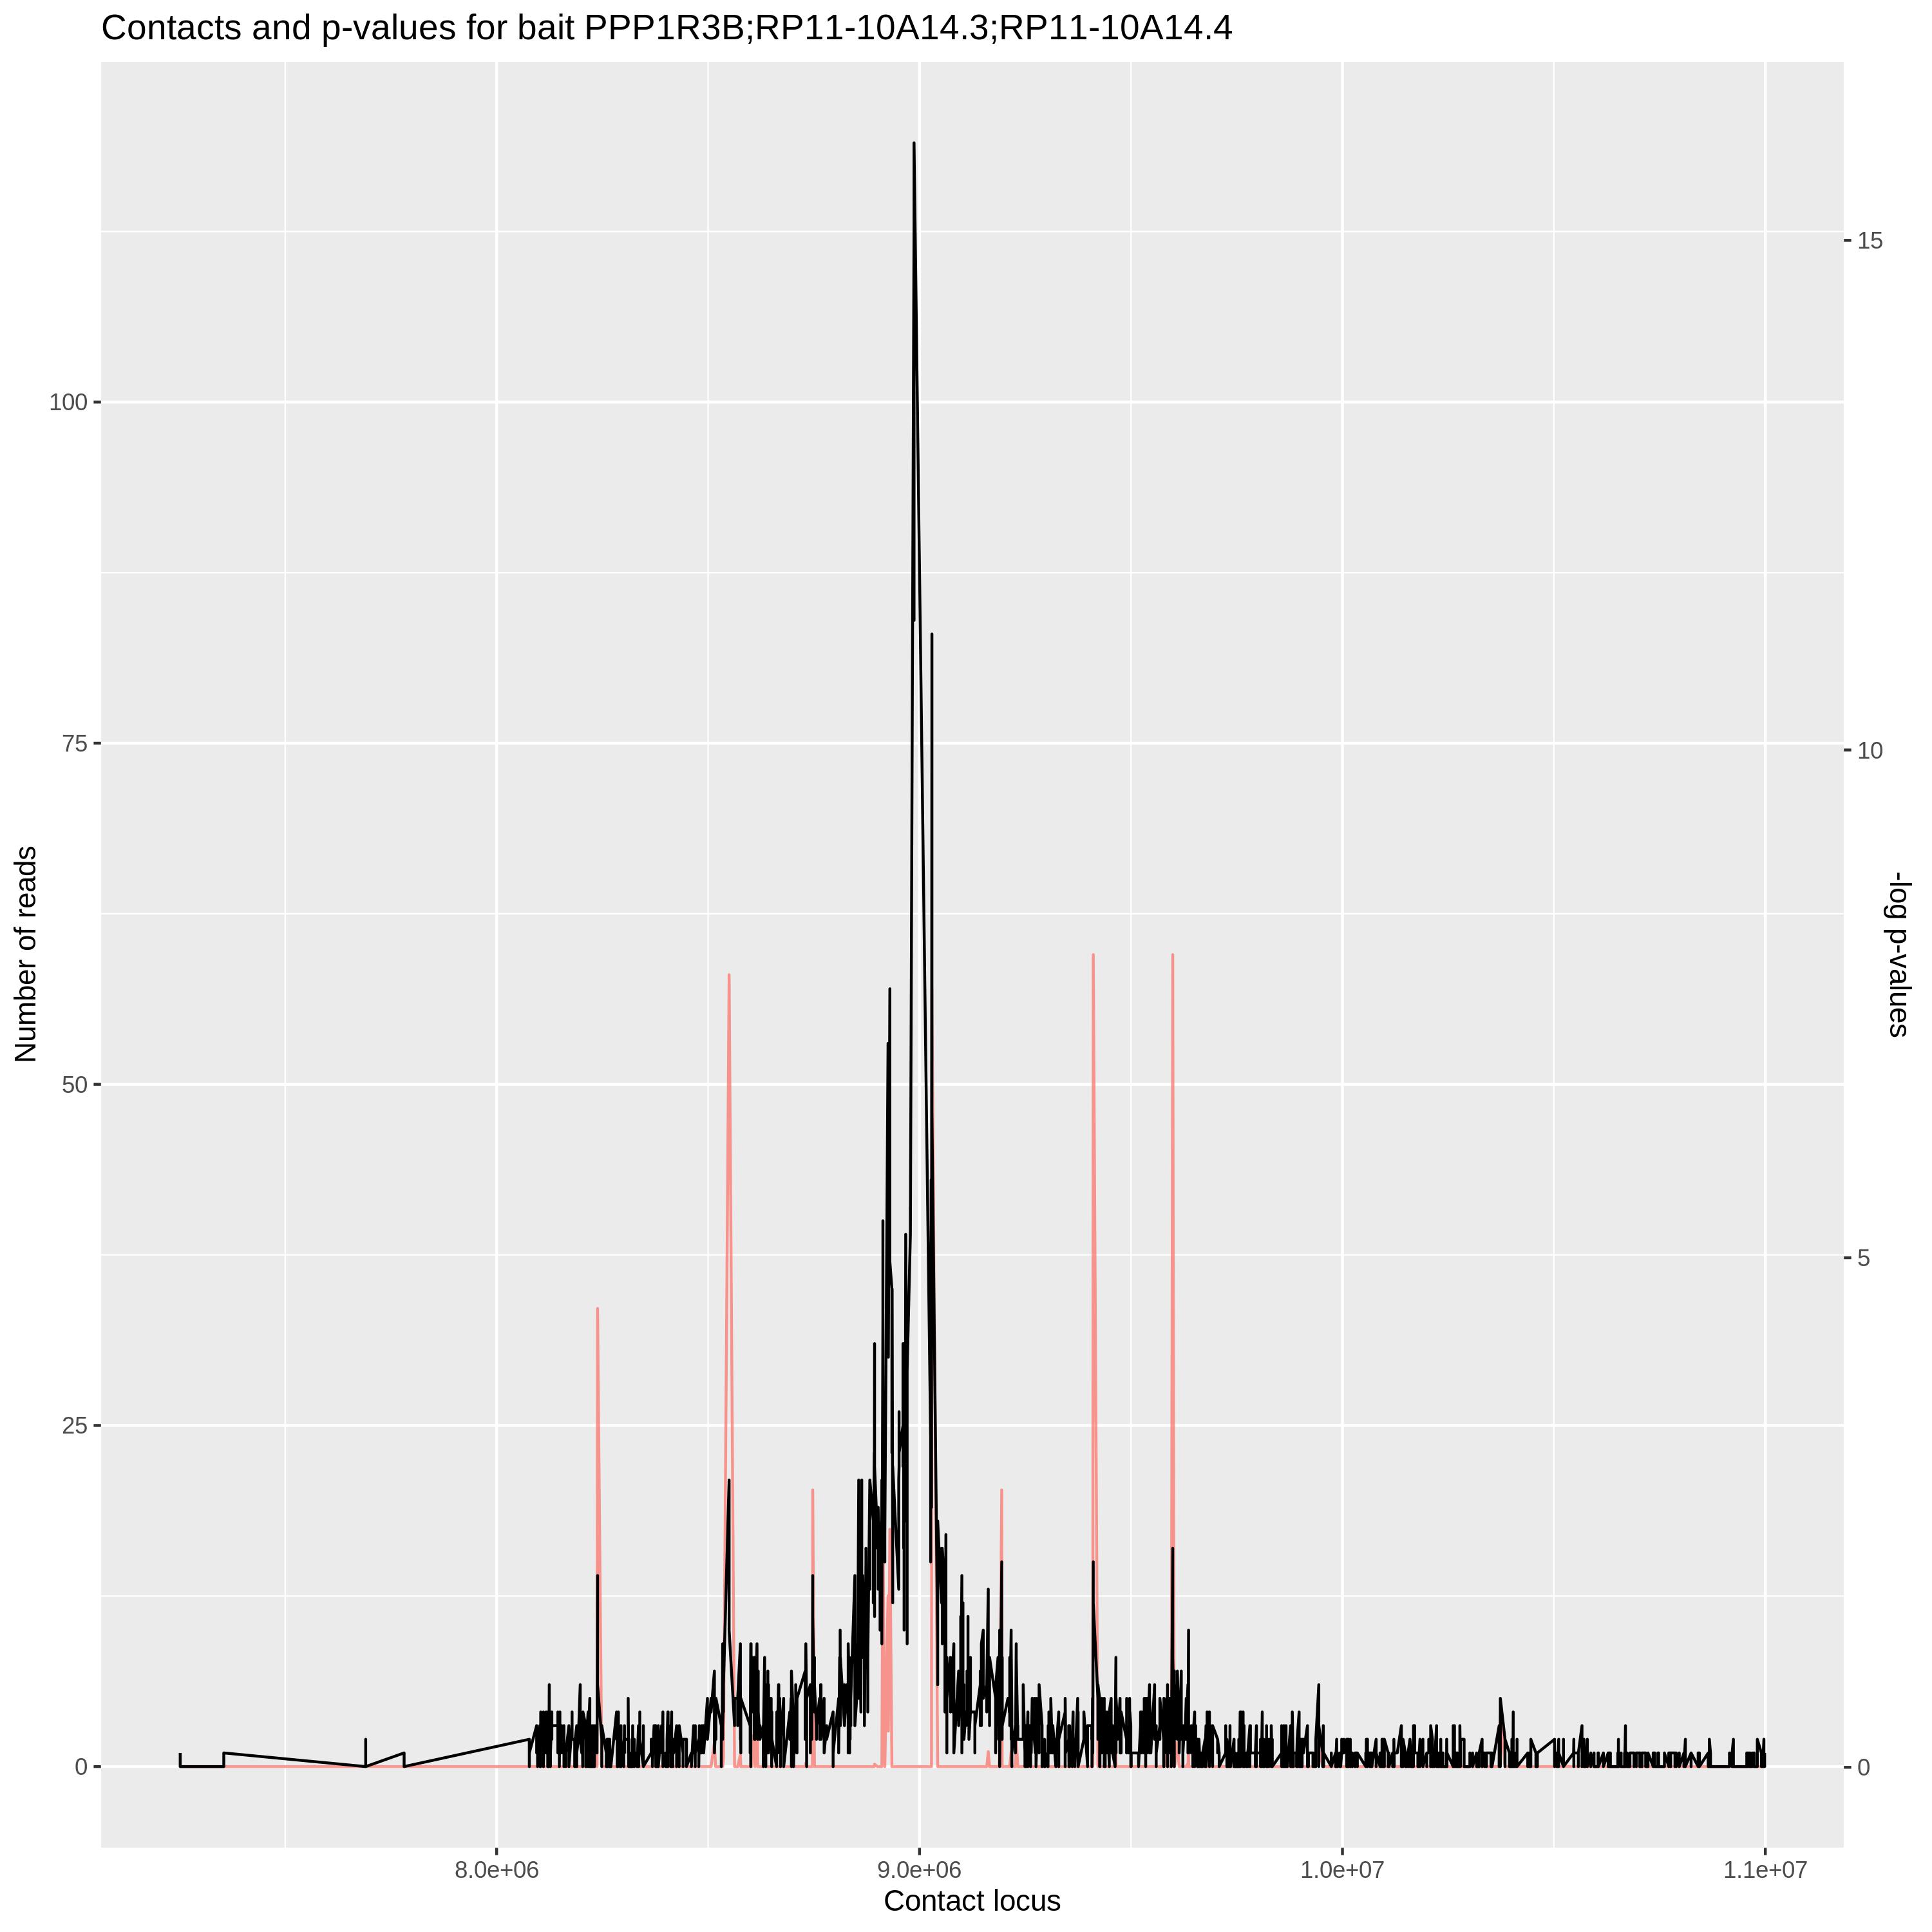 Contacts and p-values for bait PPP1R3B;RP11-10A14.3;RP11-10A14.4
100
75
50
25
0
Number of reads
15
10
5
0
-log p-values
8.0e+06 9.0e+06 1.0e+07 1.1e+07
Contact locus